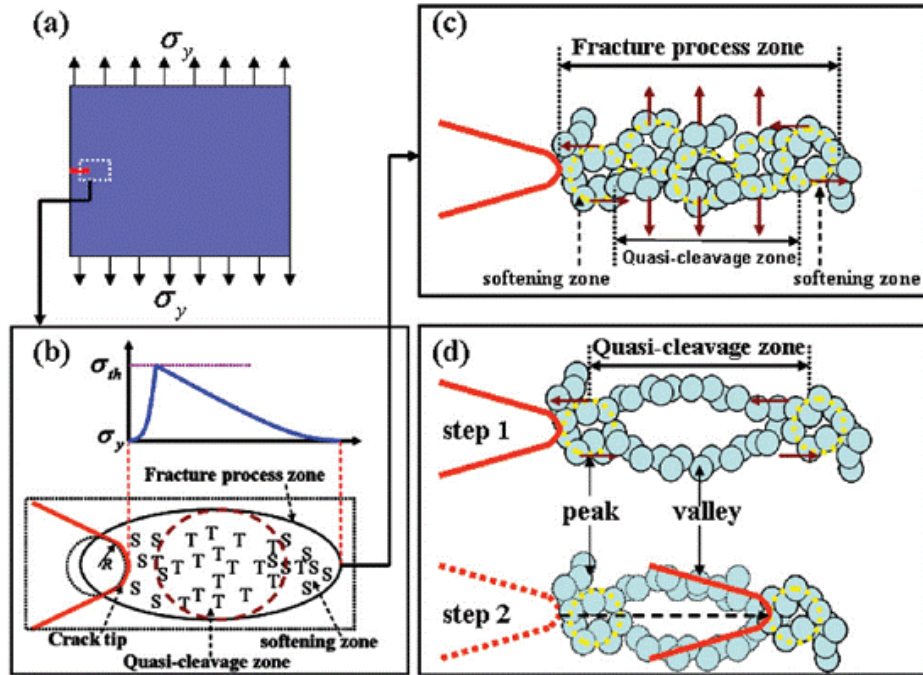 (a)
σy
σy
(b)
σth
σy
Fracture process zone
S S T T T T S
S T T T T T S S
S T T T T S T S S
S S T T T T S S
R
Crack tip
softening zone
Quasi-cleavage zone
(c)
Fracture process zone
Quasi-cleavage zone
softening zone
softening zone
(d)
Quasi-cleavage zone
step 1
peak
valley
step 2